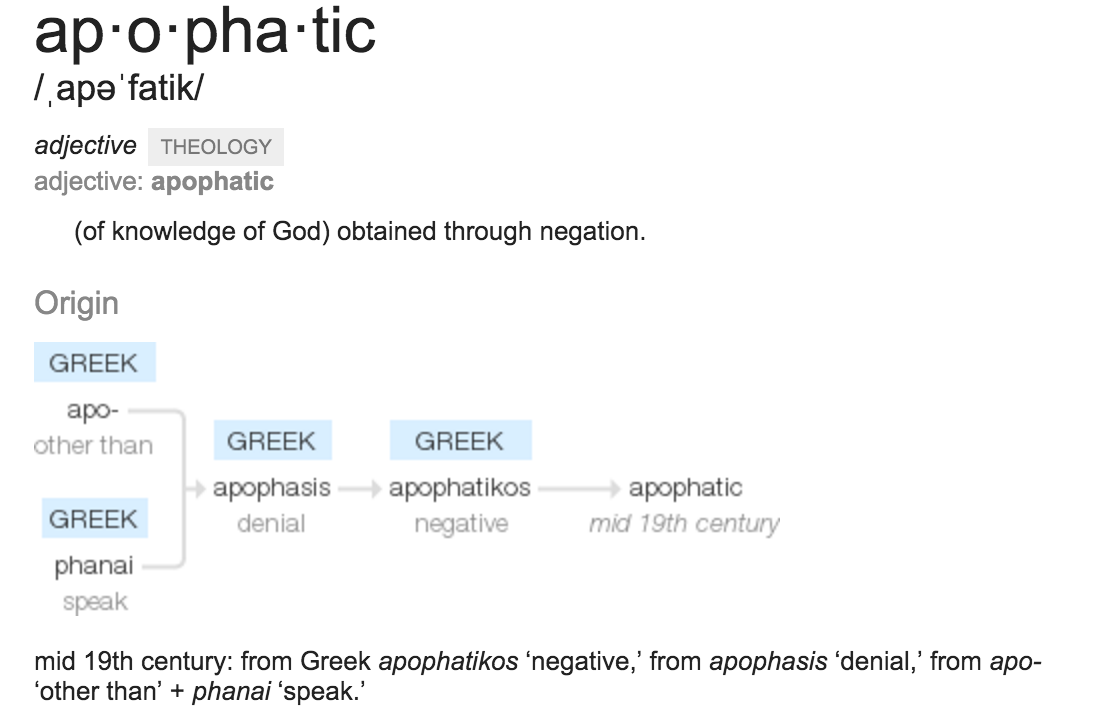 ap·o·pha·tic
/ˌapəˈfatik/
adjective THEOLOGY
adjective: apophatic
(of knowledge of God) obtained through negation.
Origin
GREEK
apo-
other than
GREEK
phanai
speak
GREEK
apophasis
denial
GREEK
apophatikos
negative
apophatic
mid 19th century
mid 19th century: from Greek apophatikos ‘negative,’ from apophasis ‘denial,’ from apo-
‘other than’ + phanai ‘speak.’